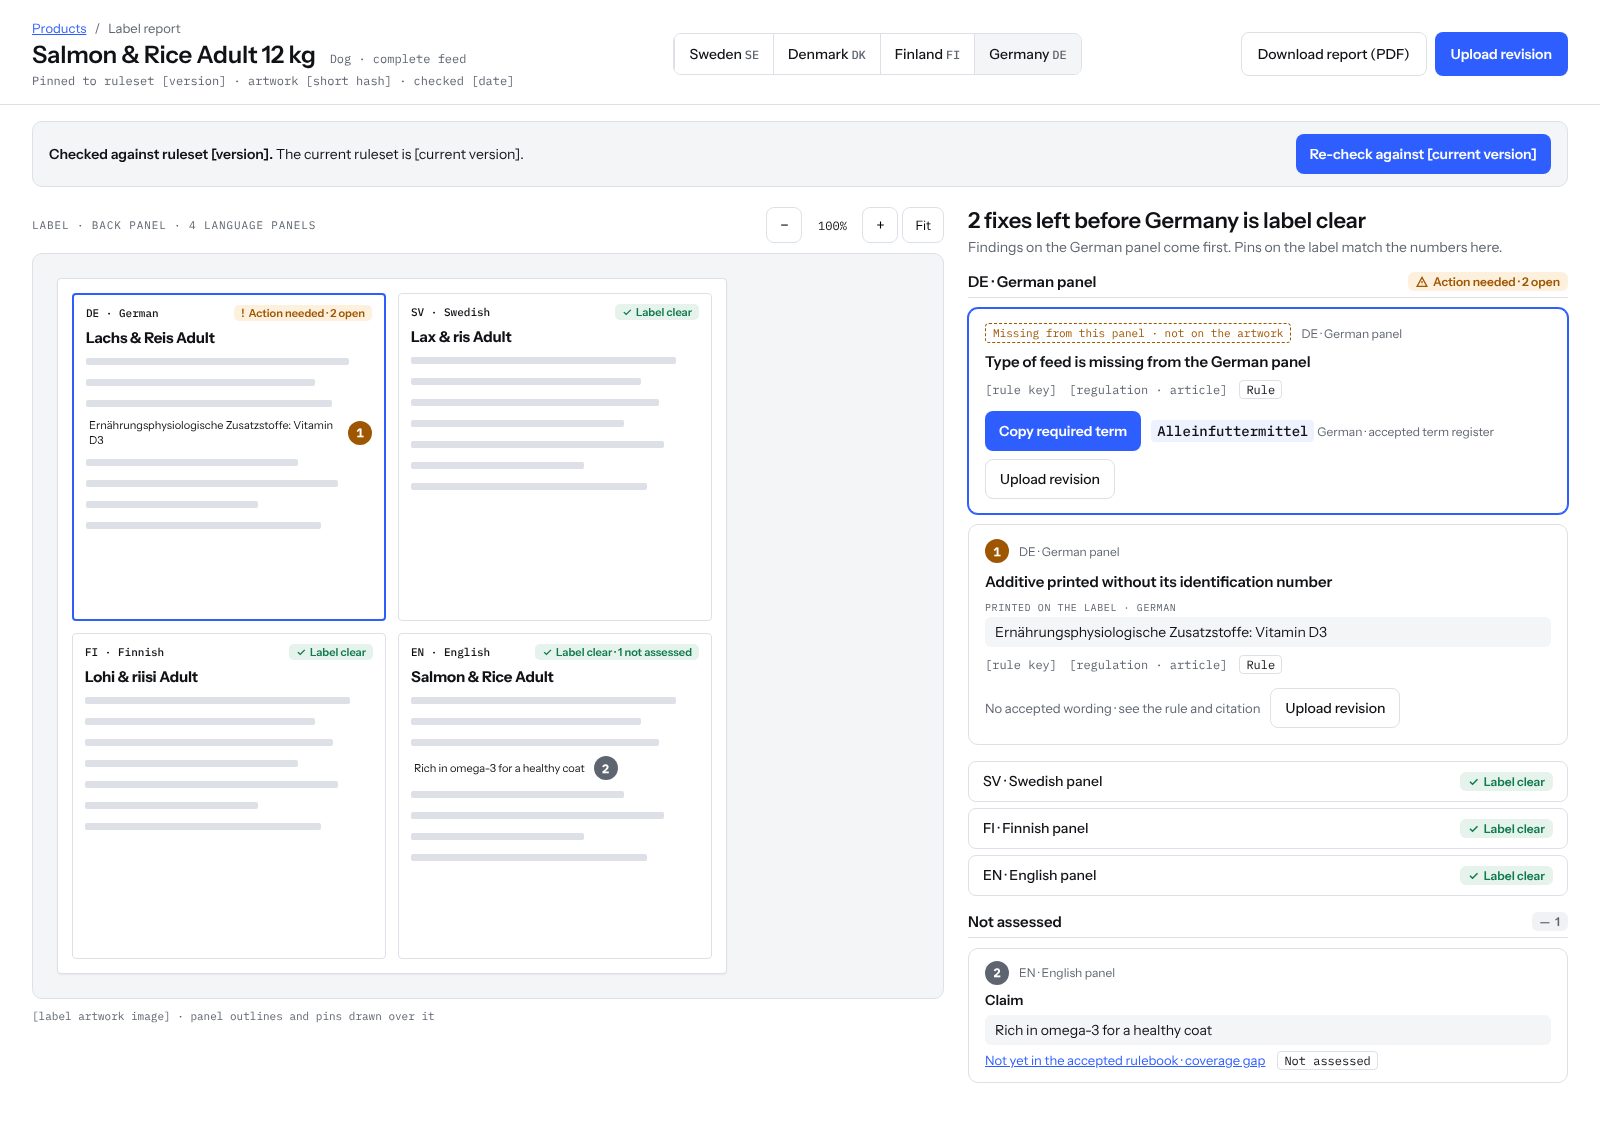 Products / Label report
Salmon & Rice Adult 12 kg Dog · complete feed
Pinned to ruleset [version] · artwork [short hash] · checked [date]
Sweden SE Denmark DK Finland FI Germany DE
Download report (PDF) Upload revision
Checked against ruleset [version]. The current ruleset is [current version].
Re-check against [current version]
LABEL · BACK PANEL · 4 LANGUAGE PANELS
− 100% + Fit
DE · German ! Action needed · 2 open
Lachs & Reis Adult
Ernährungsphysiologische Zusatzstoffe: Vitamin
D3
1
SV · Swedish ✓ Label clear
Lax & ris Adult
FI · Finnish ✓ Label clear
Lohi & riisi Adult
EN · English ✓ Label clear · 1 not assessed
Salmon & Rice Adult
Rich in omega-3 for a healthy coat 2
[label artwork image] · panel outlines and pins drawn over it
2 fixes left before Germany is label clear
Findings on the German panel come first. Pins on the label match the numbers here.
DE · German panel ⚠ Action needed · 2 open
Missing from this panel · not on the artwork DE · German panel
Type of feed is missing from the German panel
[rule key] [regulation · article] Rule
Copy required term Alleinfuttermittel German · accepted term register
Upload revision
1 DE · German panel
Additive printed without its identification number
PRINTED ON THE LABEL · GERMAN
Ernährungsphysiologische Zusatzstoffe: Vitamin D3
[rule key] [regulation · article] Rule
No accepted wording · see the rule and citation Upload revision
SV · Swedish panel ✓ Label clear
FI · Finnish panel ✓ Label clear
EN · English panel ✓ Label clear
Not assessed — 1
2 EN · English panel
Claim
Rich in omega-3 for a healthy coat
Not yet in the accepted rulebook · coverage gap Not assessed